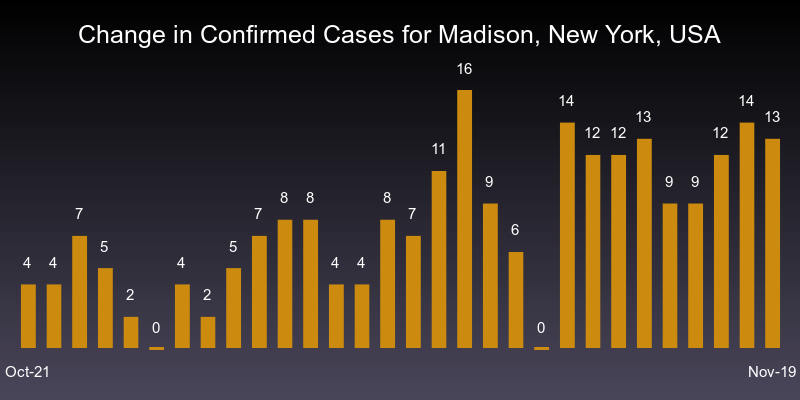 Change in Confirmed Cases for Madison, New York, USA
4 4 7 5 2 0 4 2 5 7 8 8 4 4 8 7 11 16 9 6 0 14 12 12 13 9 9 12 14 13
Oct-21 Nov-19